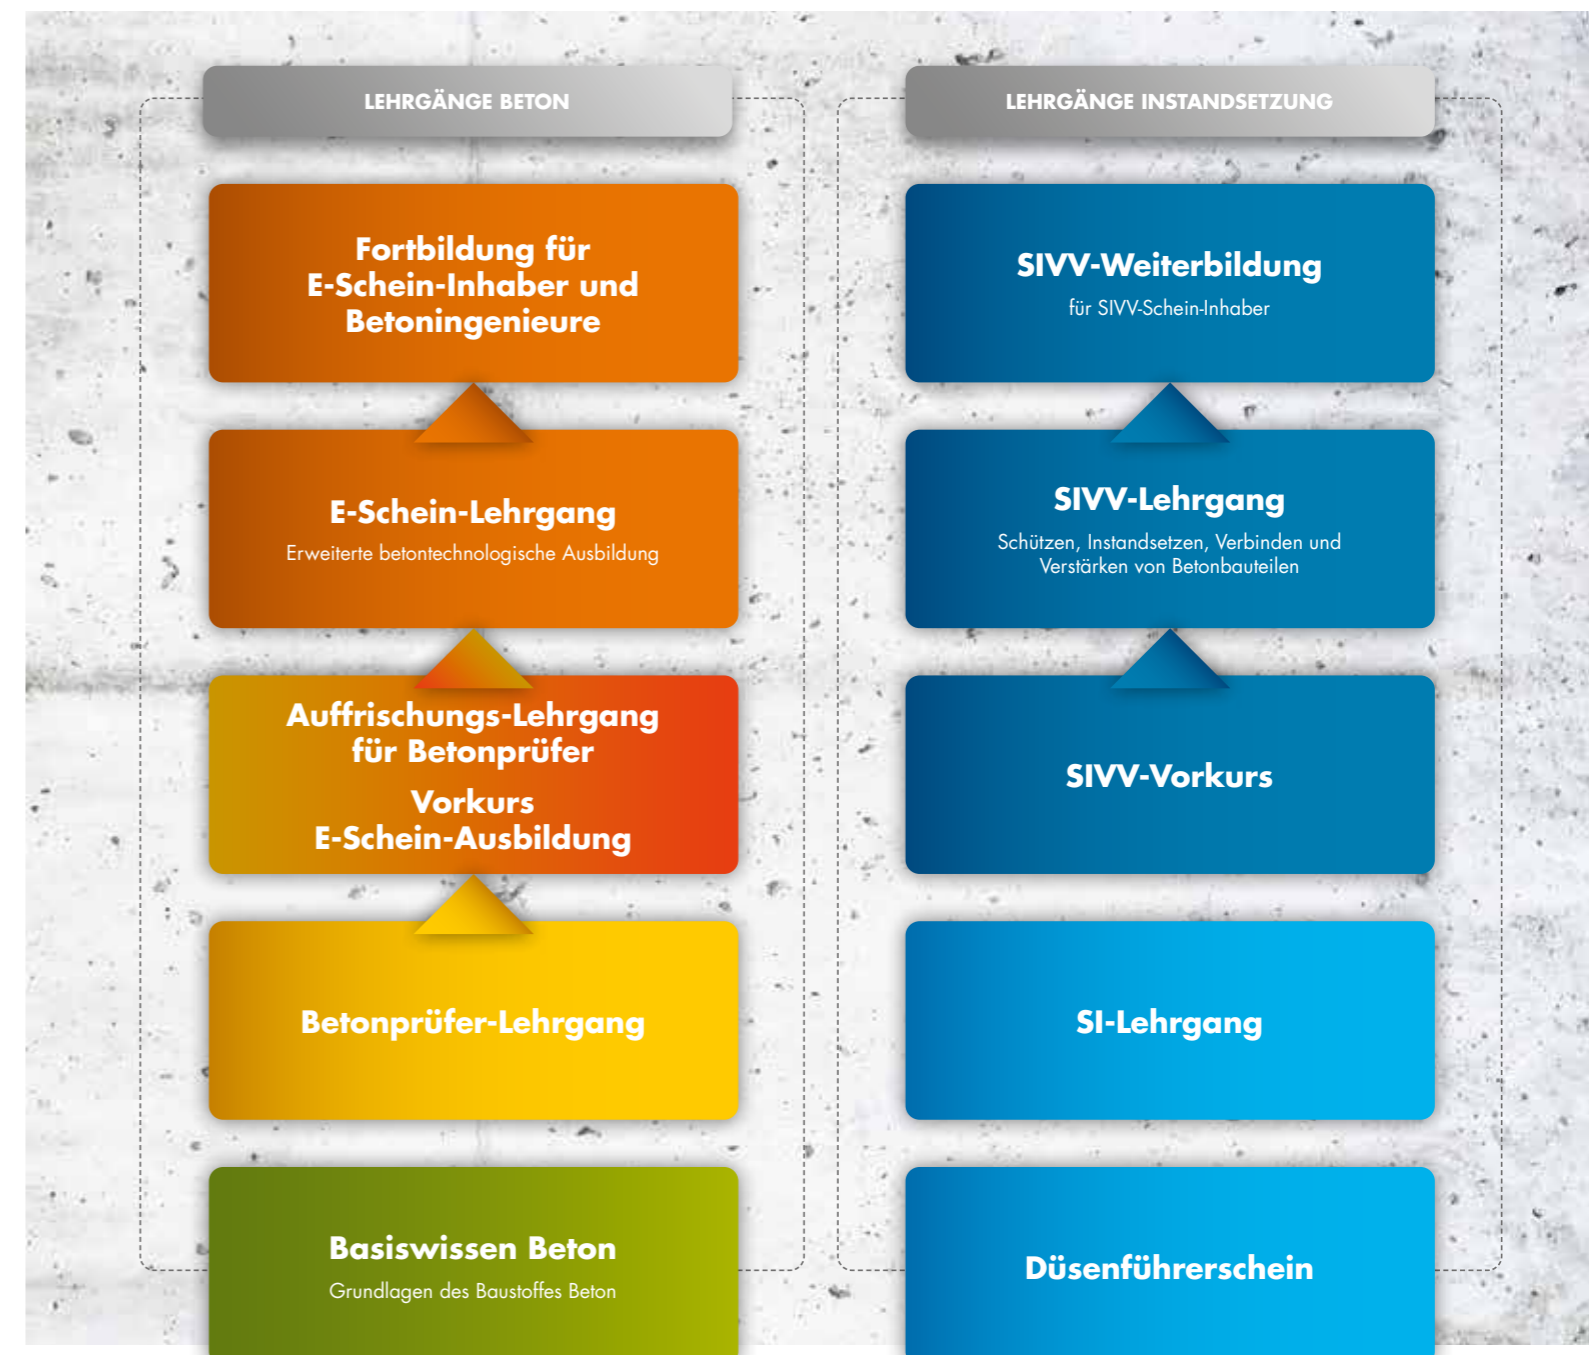 LEHRGÄNGE BETON
Fortbildung für
E-Schein-Inhaber und
Betoningenieure
E-Schein-Lehrgang
Erweiterte betontechnologische Ausbildung
Auffrischungs-Lehrgang
für Betonprüfer
Vorkurs
E-Schein-Ausbildung
Betonprüfer-Lehrgang
Basiswissen Beton
Grundlagen des Baustoffes Beton
LEHRGÄNGE INSTANDSETZUNG
SIVV-Weiterbildung
für SIVV-Schein-Inhaber
SIVV-Lehrgang
Schützen, Instandsetzen, Verbinden und
Verstärken von Betonbauteilen
SIVV-Vorkurs
SI-Lehrgang
Düsenführerschein